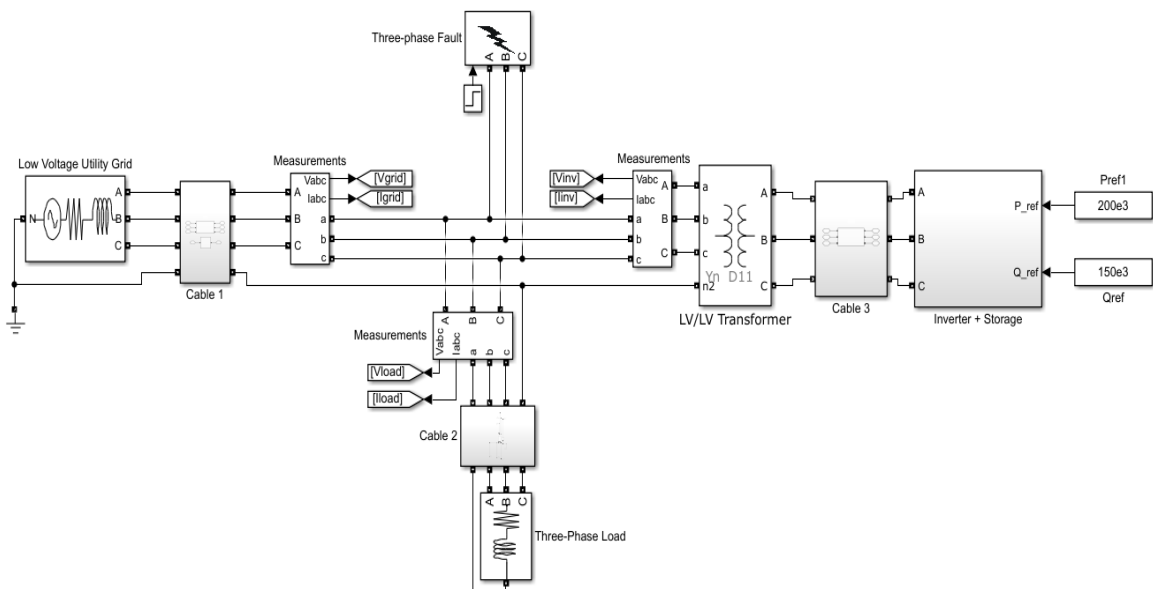 Three-phase Fault
A B C
Low Voltage Utility Grid
N
A
B
C
Cable 1
Measurements
Vabc
Iabc
A
B
C
a
b
c
[Vgrid]
[Igrid]
[Vinv]
[Iinv]
Measurements
Vabc
Iabc
A
B
C
a
b
c
a
b
c
n2
A
B
C
Yn D11
LV/LV Transformer
Cable 3
A
B
C
P_ref
Q_ref
Inverter + Storage
Pref1
200e3
150e3
Qref
Measurements
A B C
Vabc Iabc a b c
[Vload]
[Iload]
Cable 2
A B C
Three-Phase Load